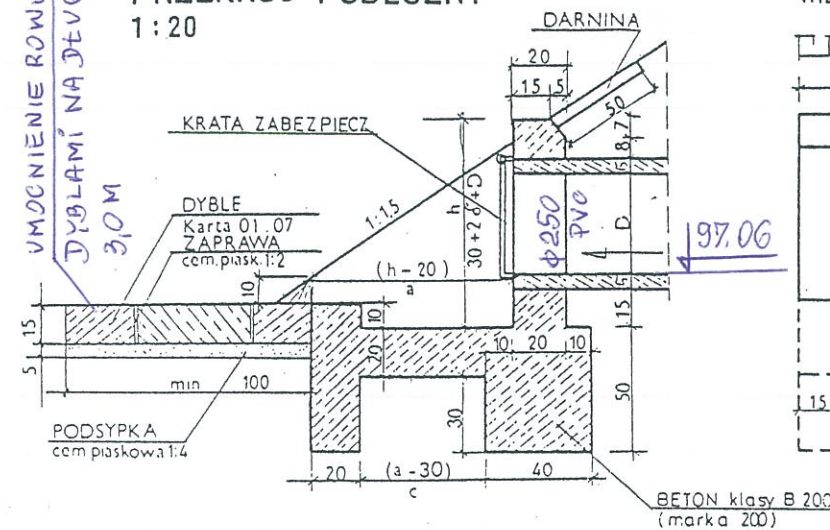 1:20
UMOCNIENIE ROWU
DYBLAMI NA DŁUG
3,0 M
DARNINA
20
15 5
50
7
8
KRATA ZABEZPIECZ.
h
30+2g+D
1:1,5
φ250
PVC
D
97.06
DYBLE
Karta 01.07
ZAPRAWA
cem.piask.1:2
10
(h-20)
a
15
10
15
5
20
10 20 10
min 100
30
50
15
PODSYPKA
cem piaskowa 1:4
20 (a-30) 40
c
BETON klasy B 200
(marka 200)